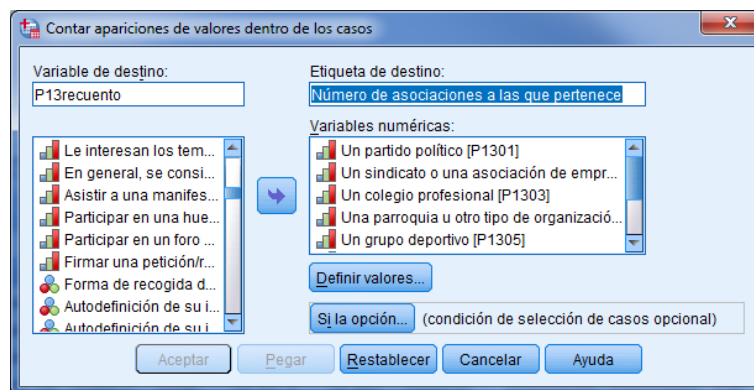 Contar apariciones de valores dentro de los casos
Variable de destino:
P13recuento
Etiqueta de destino:
Número de asociaciones a las que pertenece
Le interesan los tem...
En general, se consi...
Asistir a una manifes...
Participar en una hue...
Participar en un foro ...
Firmar una petición/r...
Forma de recogida d...
Autodefinición de su i...
Autodefinición de su i...
Variables numéricas:
Un partido político [P1301]
Un sindicato o una asociación de empr...
Un colegio profesional [P1303]
Una parroquia u otro tipo de organizació...
Un grupo deportivo [P1305]
Definir valores...
Si la opción... (condición de selección de casos opcional)
Aceptar Pegar Restablecer Cancelar Ayuda